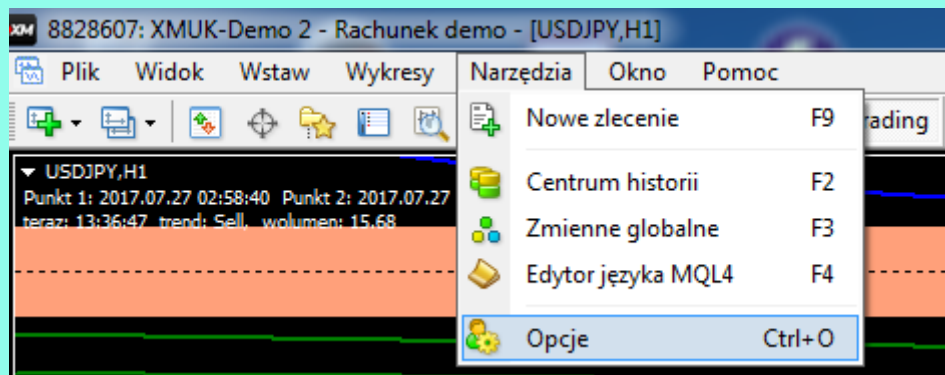 XM 8828607: XMUK-Demo 2 - Rachunek demo - [USDJPY,H1]
Plik Widok Wstaw Wykresy Narzędzia Okno Pomoc
rading
Nowe zlecenie F9
Centrum historii F2
Zmienne globalne F3
Edytor języka MQL4 F4
Opcje Ctrl+O
USDJPY,H1
Punkt 1: 2017.07.27 02:58:40 Punkt 2: 2017.07.27
teraz: 13:36:47 trend: Sell, wolumen: 15.68